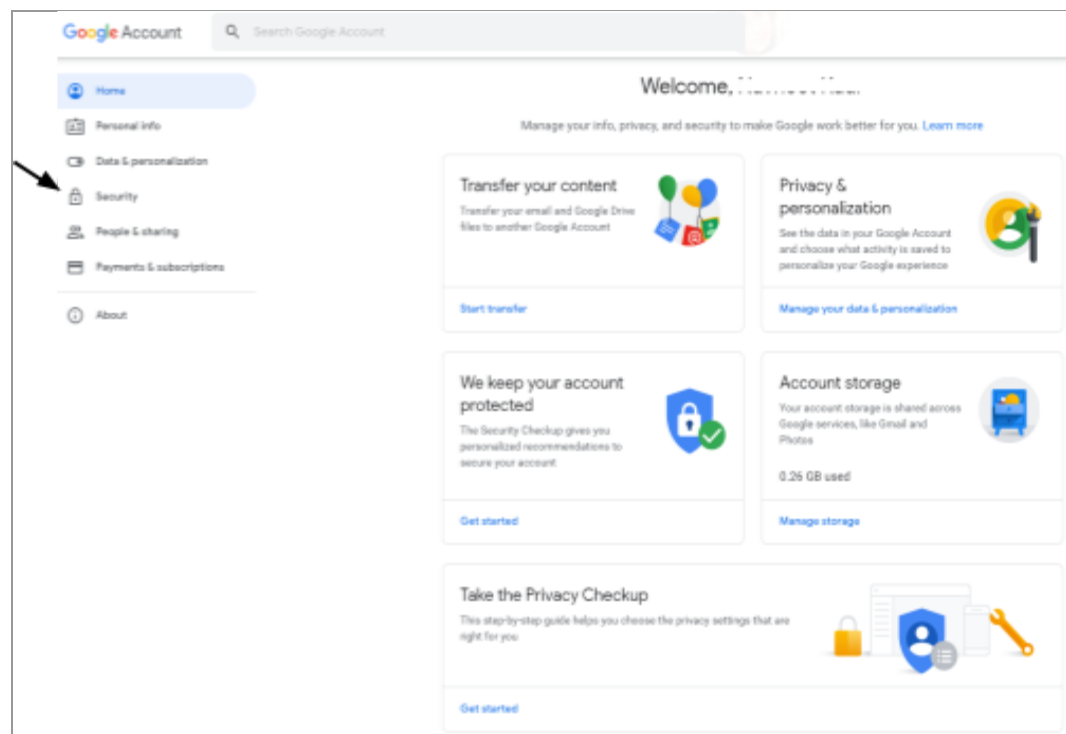 Google Account
Search Google Account
Home
Personal info
Data & personalization
Security
People & sharing
Payments & subscriptions
About
Welcome,
Manage your info, privacy, and security to make Google work better for you. Learn more
Transfer your content
Transfer your email and Google Drive
files to another Google Account
Start transfer
Privacy &
personalization
See the data in your Google Account
and choose what activity is saved to
personalize your Google experience
Manage your data & personalization
We keep your account
protected
The Security Checkup gives you
personalized recommendations to
secure your account
Get started
Account storage
Your account storage is shared across
Google services, like Gmail and
Photos
0.26 GB used
Manage storage
Take the Privacy Checkup
This step-by-step guide helps you choose the privacy settings that are
right for you
Get started